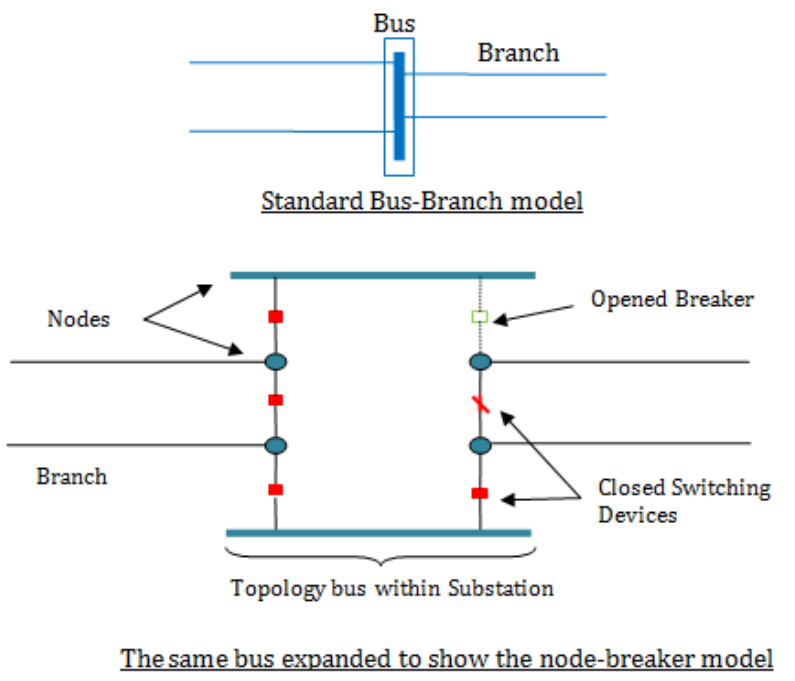 Bus
Branch
Standard Bus-Branch model
Nodes
Opened Breaker
Branch
Closed Switching
Devices
Topology bus within Substation
The same bus expanded to show the node-breaker model